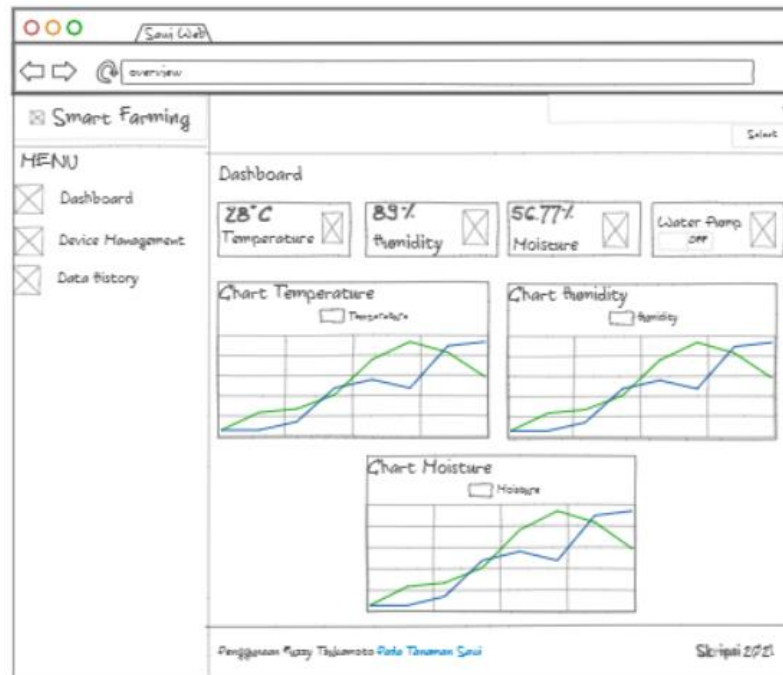 Sawi Web
overview
Smart Farming
Select
MENU
Dashboard
Device Management
Data History
Dashboard
28°C
Temperature
89%
Humidity
56.77%
Moisture
Water Pump
OFF
Chart Temperature
Temperature
Chart Humidity
Humidity
Chart Moisture
Moisture
Penggunaan Fuzzy Tsukamoto Pada Tanaman Sawi
Skripsi 2021